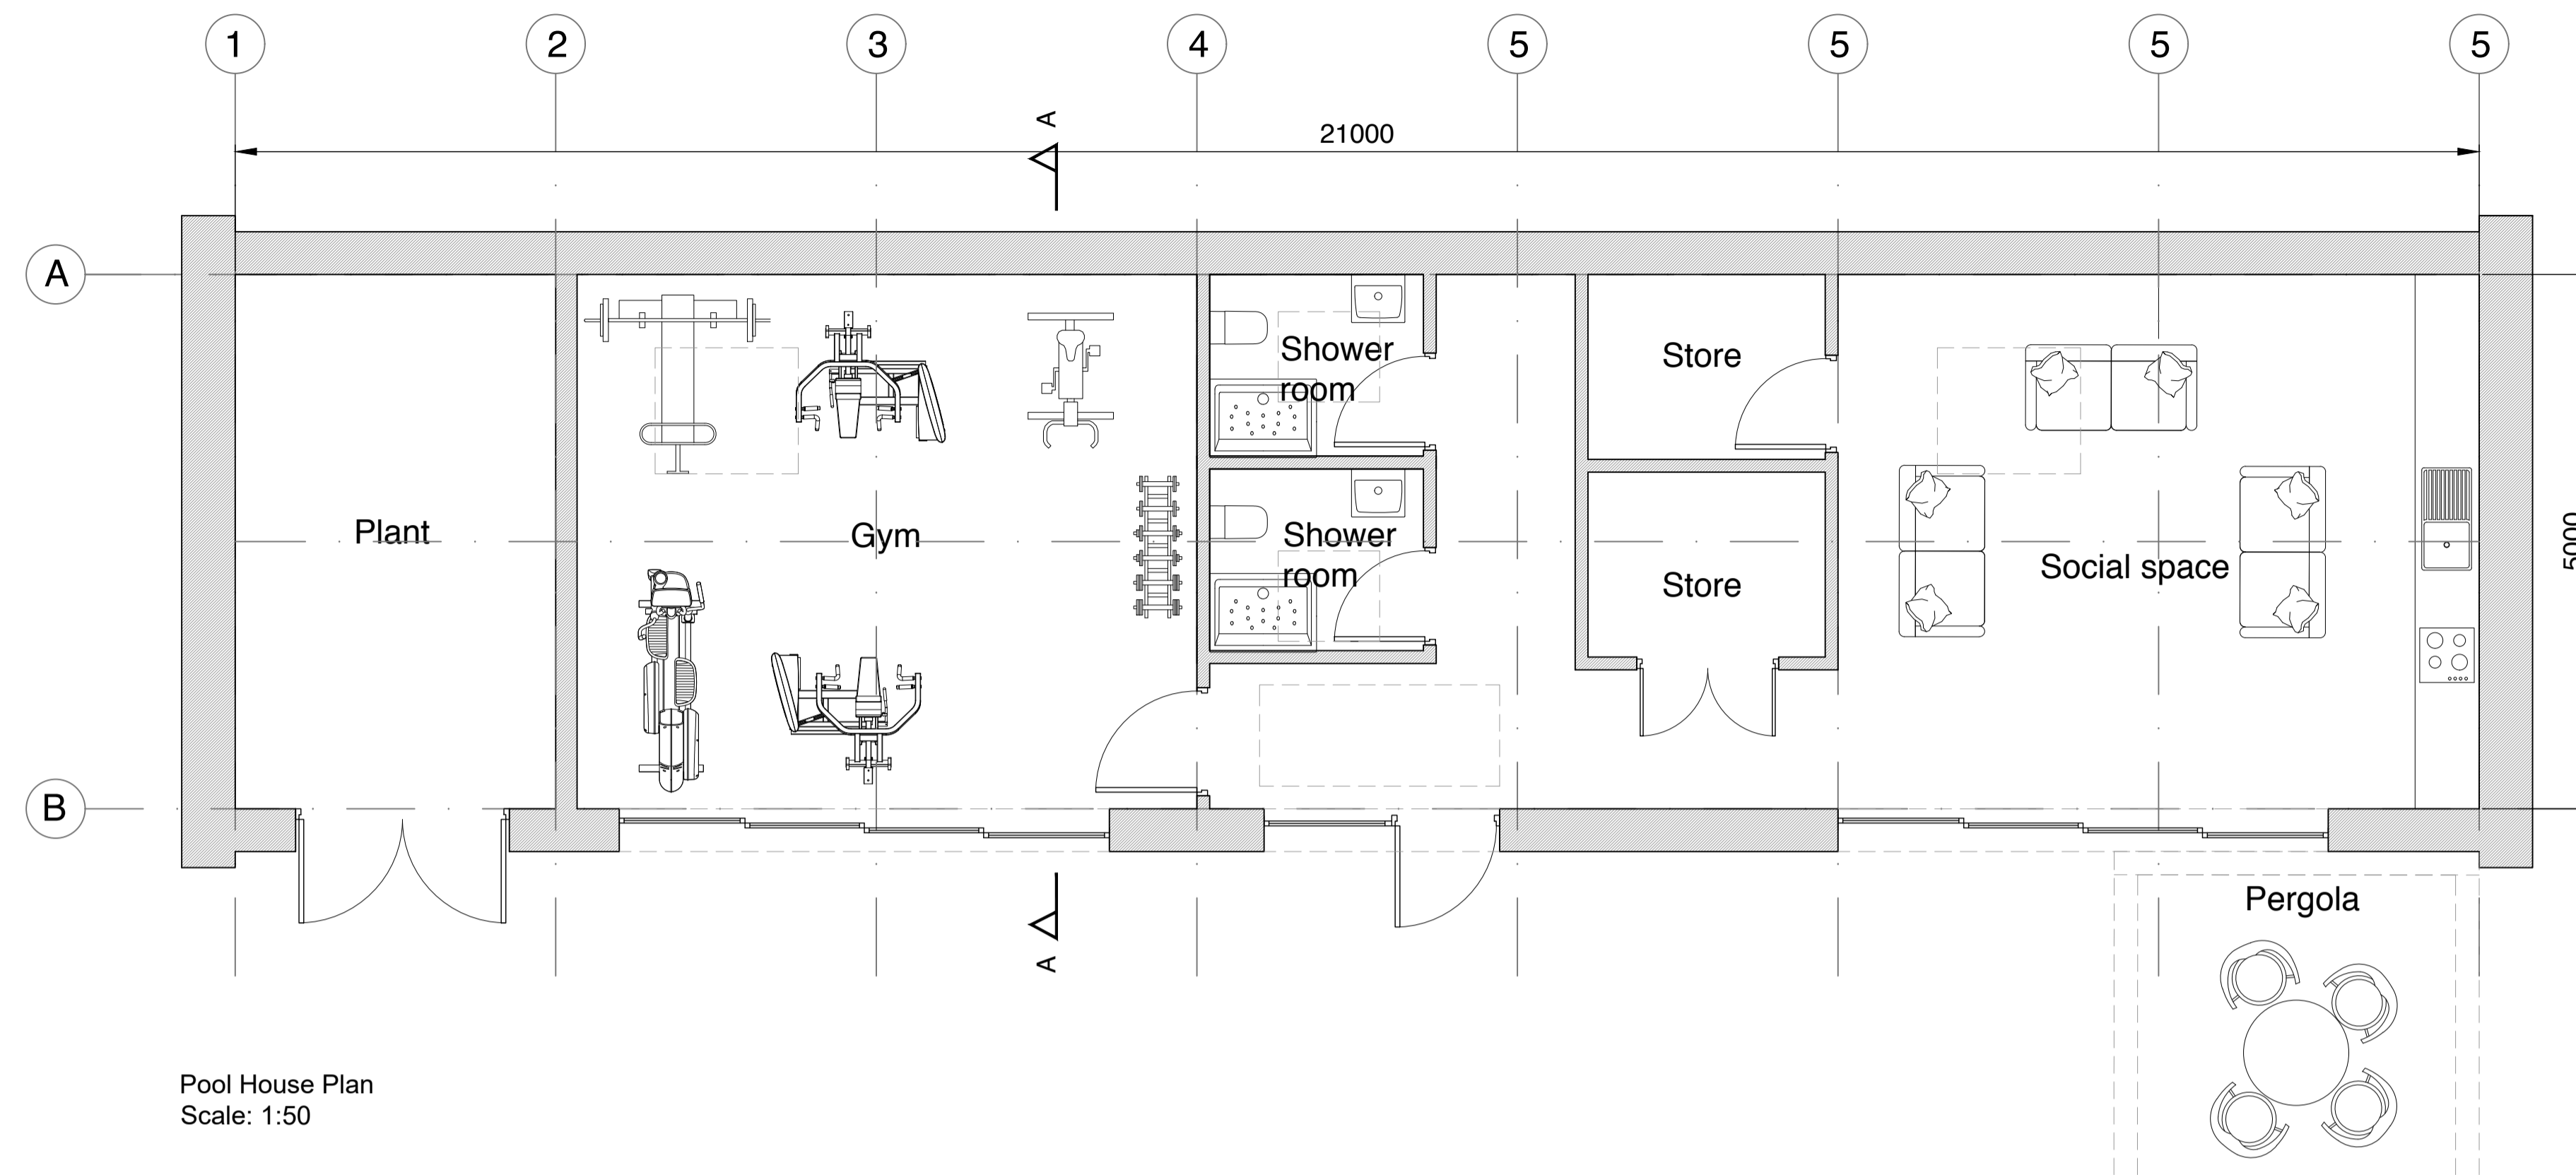 1 2 3 4 5 5 5 5
A
21000
A
Shower
room
Store
Plant
Gym
Shower
room
Store
Social space
5000
B
Pergola
A
Pool House Plan
Scale: 1:50